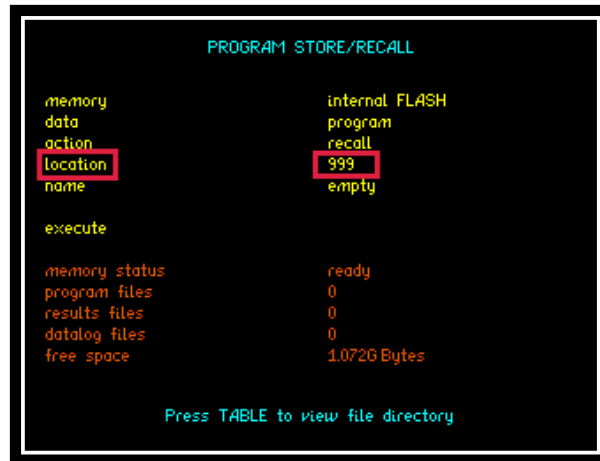 PROGRAM STORE/RECALL
memory internal FLASH
data program
action recall
location 999
name empty
execute
memory status ready
program files 0
results files 0
datalog files 0
free space 1.072G Bytes
Press TABLE to view file directory